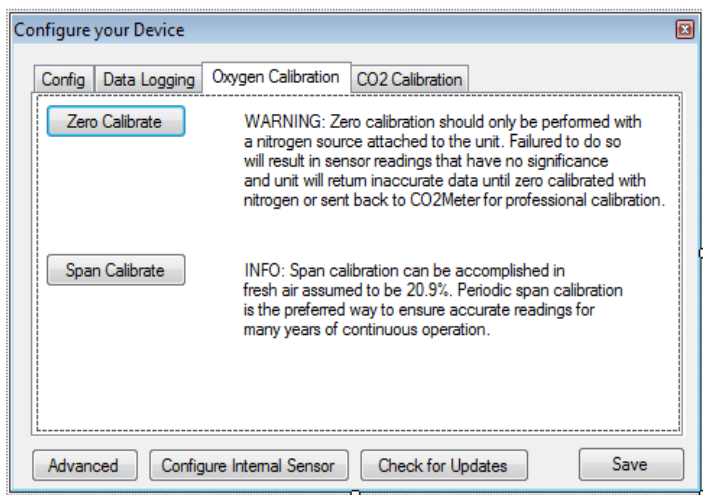 Configure your Device
Config Data Logging Oxygen Calibration CO2 Calibration
Zero Calibrate
WARNING: Zero calibration should only be performed with
a nitrogen source attached to the unit. Failured to do so
will result in sensor readings that have no significance
and unit will return inaccurate data until zero calibrated with
nitrogen or sent back to CO2Meter for professional calibration.
Span Calibrate
INFO: Span calibration can be accomplished in
fresh air assumed to be 20.9%. Periodic span calibration
is the preferred way to ensure accurate readings for
many years of continuous operation.
Advanced Configure Internal Sensor Check for Updates Save